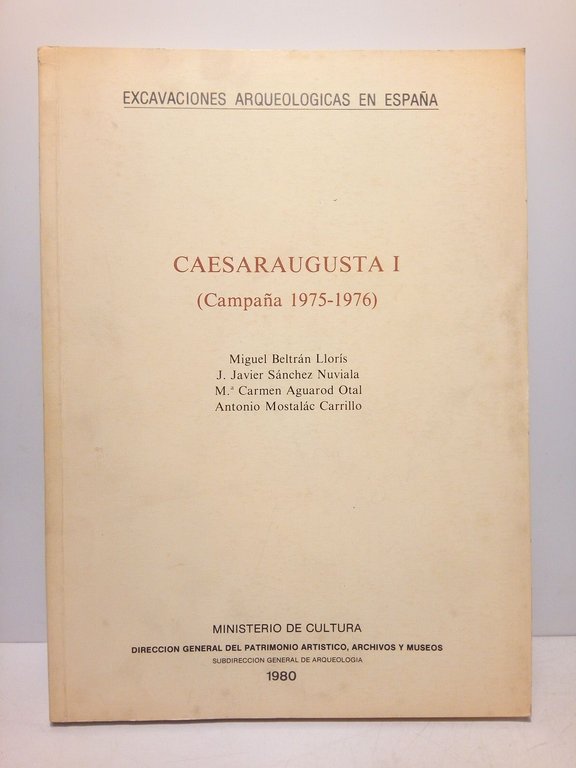 EXCAVACIONES ARQUEOLOGICAS EN ESPAÑA
CAESARAUGUSTA I
(Campaña 1975-1976)
Miguel Beltrán Llorís
J. Javier Sánchez Nuviala
M.ª Carmen Aguarod Otal
Antonio Mostalác Carrillo
MINISTERIO DE CULTURA
DIRECCION GENERAL DEL PATRIMONIO ARTISTICO, ARCHIVOS Y MUSEOS
SUBDIRECCION GENERAL DE ARQUEOLOGIA
1980